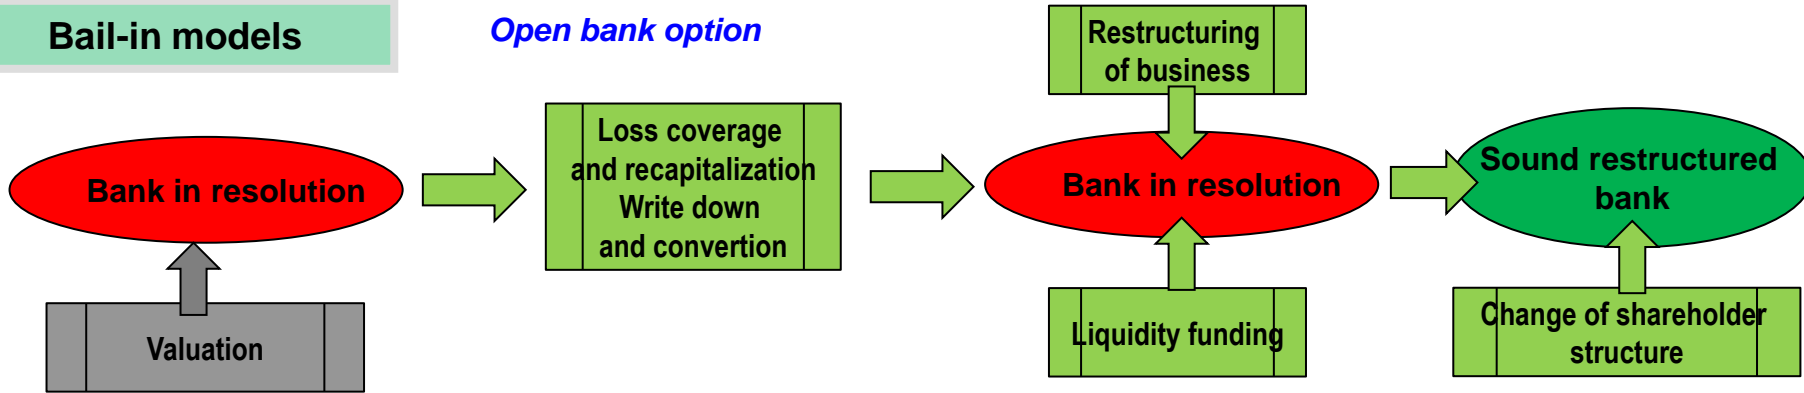 Bail-in models
Open bank option
Bank in resolution
Valuation
Loss coverage
and recapitalization
Write down
and convertion
Restructuring
of business
Bank in resolution
Liquidity funding
Sound restructured
bank
Change of shareholder
structure